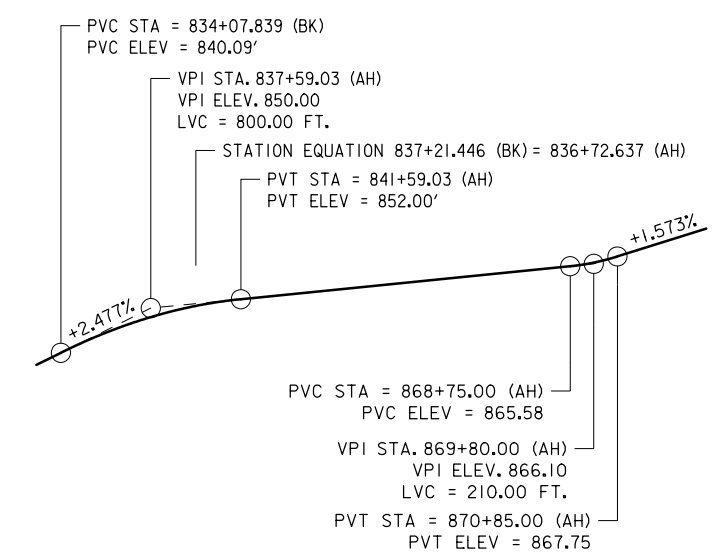 PVC STA = 834+07.839 (BK)
PVC ELEV = 840.09'
VPI STA. 837+59.03 (AH)
VPI ELEV. 850.00
LVC = 800.00 FT.
STATION EQUATION 837+21.446 (BK) = 836+72.637 (AH)
PVT STA = 841+59.03 (AH)
PVT ELEV = 852.00'
+2.477%
+1.573%
PVC STA = 868+75.00 (AH)
PVC ELEV = 865.58
VPI STA. 869+80.00 (AH)
VPI ELEV. 866.10
LVC = 210.00 FT.
PVT STA = 870+85.00 (AH)
PVT ELEV = 867.75